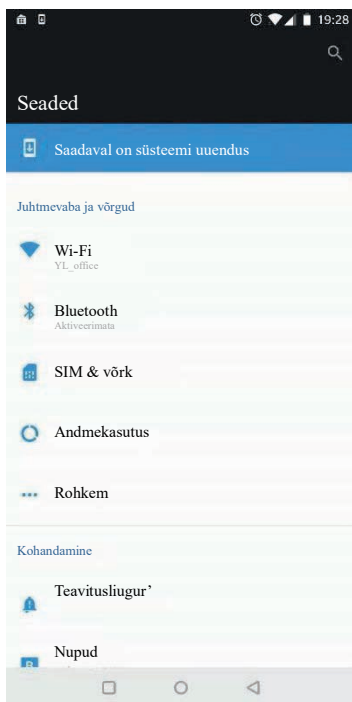 19:28
Seaded
Saadaval on süsteemi uuendus
Juhtmevaba ja võrgud
Wi-Fi
YL_office
Bluetooth
Aktiveerimata
SIM & võrk
Andmekasutus
Rohkem
Kohandamine
Teavitusliugur’
Nupud